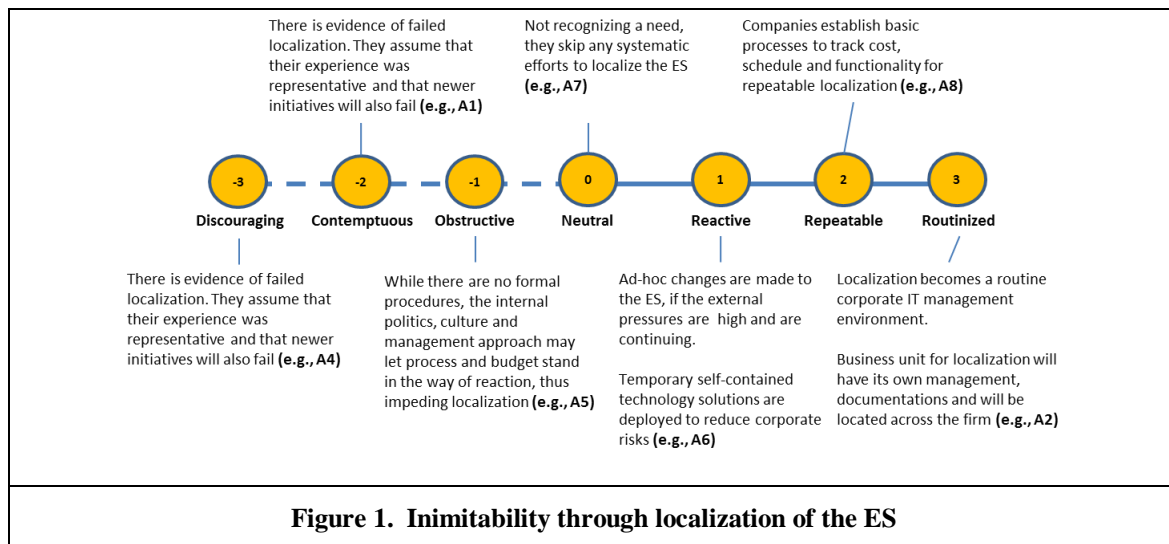 There is evidence of failed
localization. They assume that
their experience was
representative and that newer
initiatives will also fail (e.g., A1)
Not recognizing a need,
they skip any systematic
efforts to localize the ES
(e.g., A7)
Companies establish basic
processes to track cost,
schedule and functionality for
repeatable localization (e.g., A8)
-3
-2
-1
0
1
2
3
Discouraging
Contemptuous
Obstructive
Neutral
Reactive
Repeatable
Routinized
There is evidence of failed
localization. They assume that
their experience was
representative and that newer
initiatives will also fail (e.g., A4)
While there are no formal
procedures, the internal
politics, culture and
management approach may
let process and budget stand
in the way of reaction, thus
impeding localization (e.g., A5)
Ad-hoc changes are made to
the ES, if the external
pressures are high and are
continuing.
Temporary self-contained
technology solutions are
deployed to reduce corporate
risks (e.g., A6)
Localization becomes a routine
corporate IT management
environment.
Business unit for localization will
have its own management,
documentations and will be
located across the firm (e.g., A2)
Figure 1. Inimitability through localization of the ES